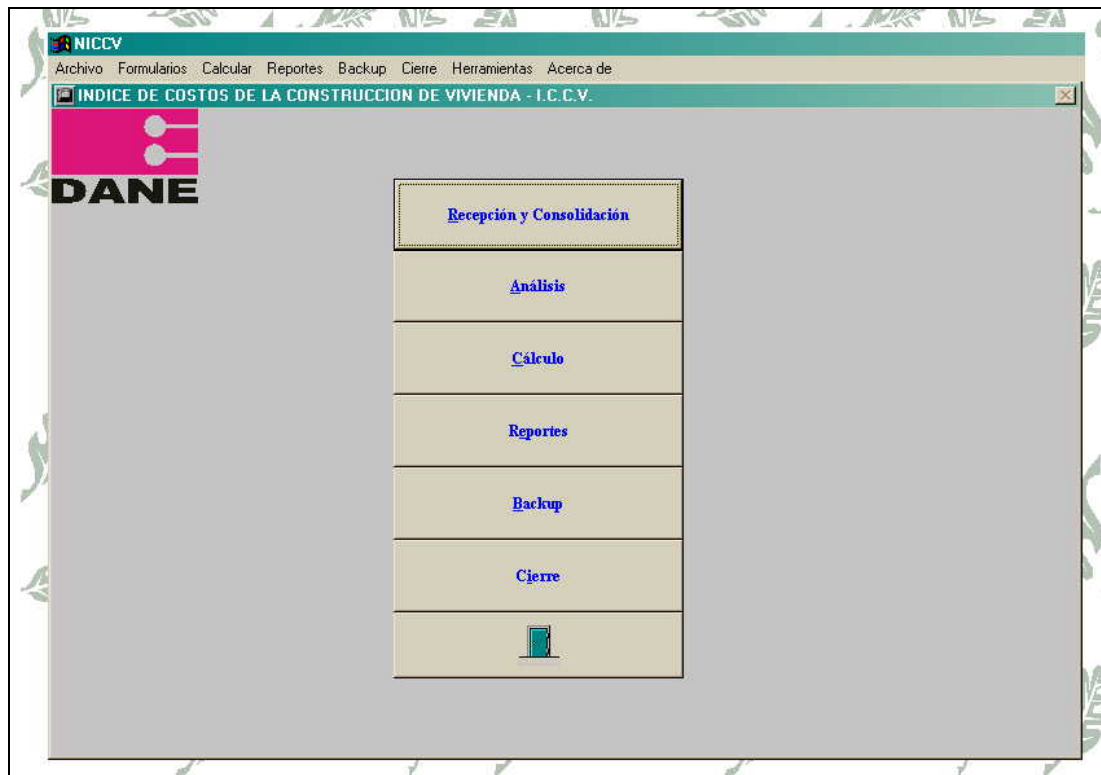 NICCV
Archivo Formularios Calcular Reportes Backup Cierre Herramientas Acerca de
INDICE DE COSTOS DE LA CONSTRUCCION DE VIVIENDA - I.C.C.V.
DANE
Recepción y Consolidación
Análisis
Cálculo
Reportes
Backup
Cierre